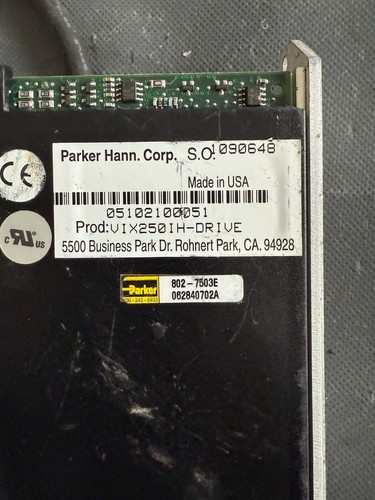 Parker Hann. Corp. S.O. 1090648
CE
Made in USA
05102100051
Prod: VIX250IH-DRIVE
c RU US
5500 Business Park Dr. Rohnert Park, CA. 94928
Parker 802-7503E
062840702A